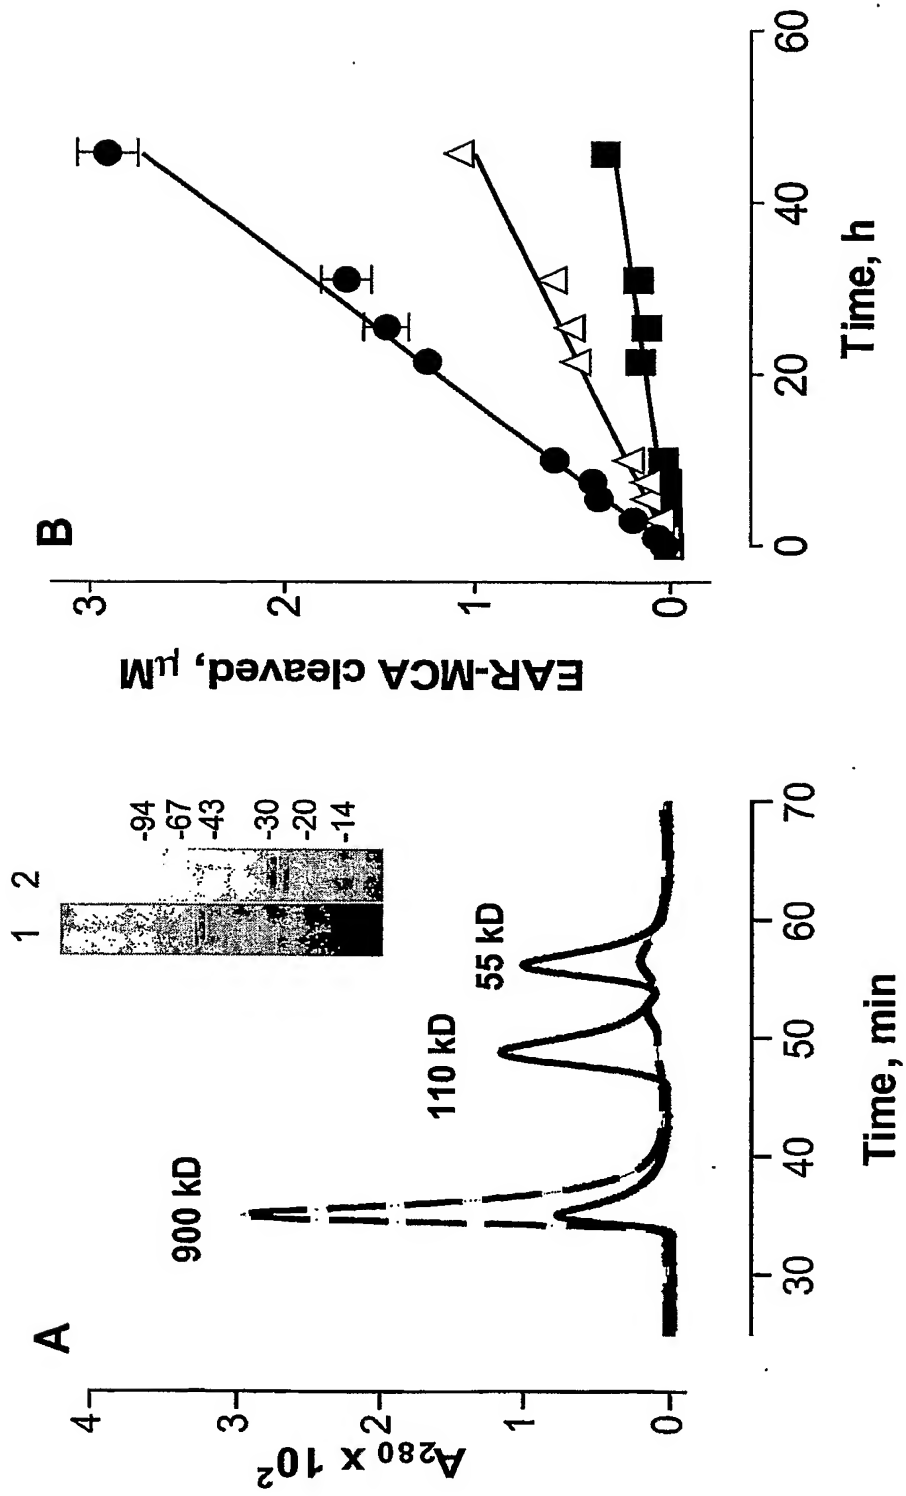 A
A₂₈₀ x 10²
4
3
2
1
0
900 kD
110 kD
55 kD
1 2
-94
-67
-43
-30
-20
-14
30 40 50 60 70
Time, min
B
EAR-MCA cleaved, µM
3
2
1
0
0 20 40 60
Time, h